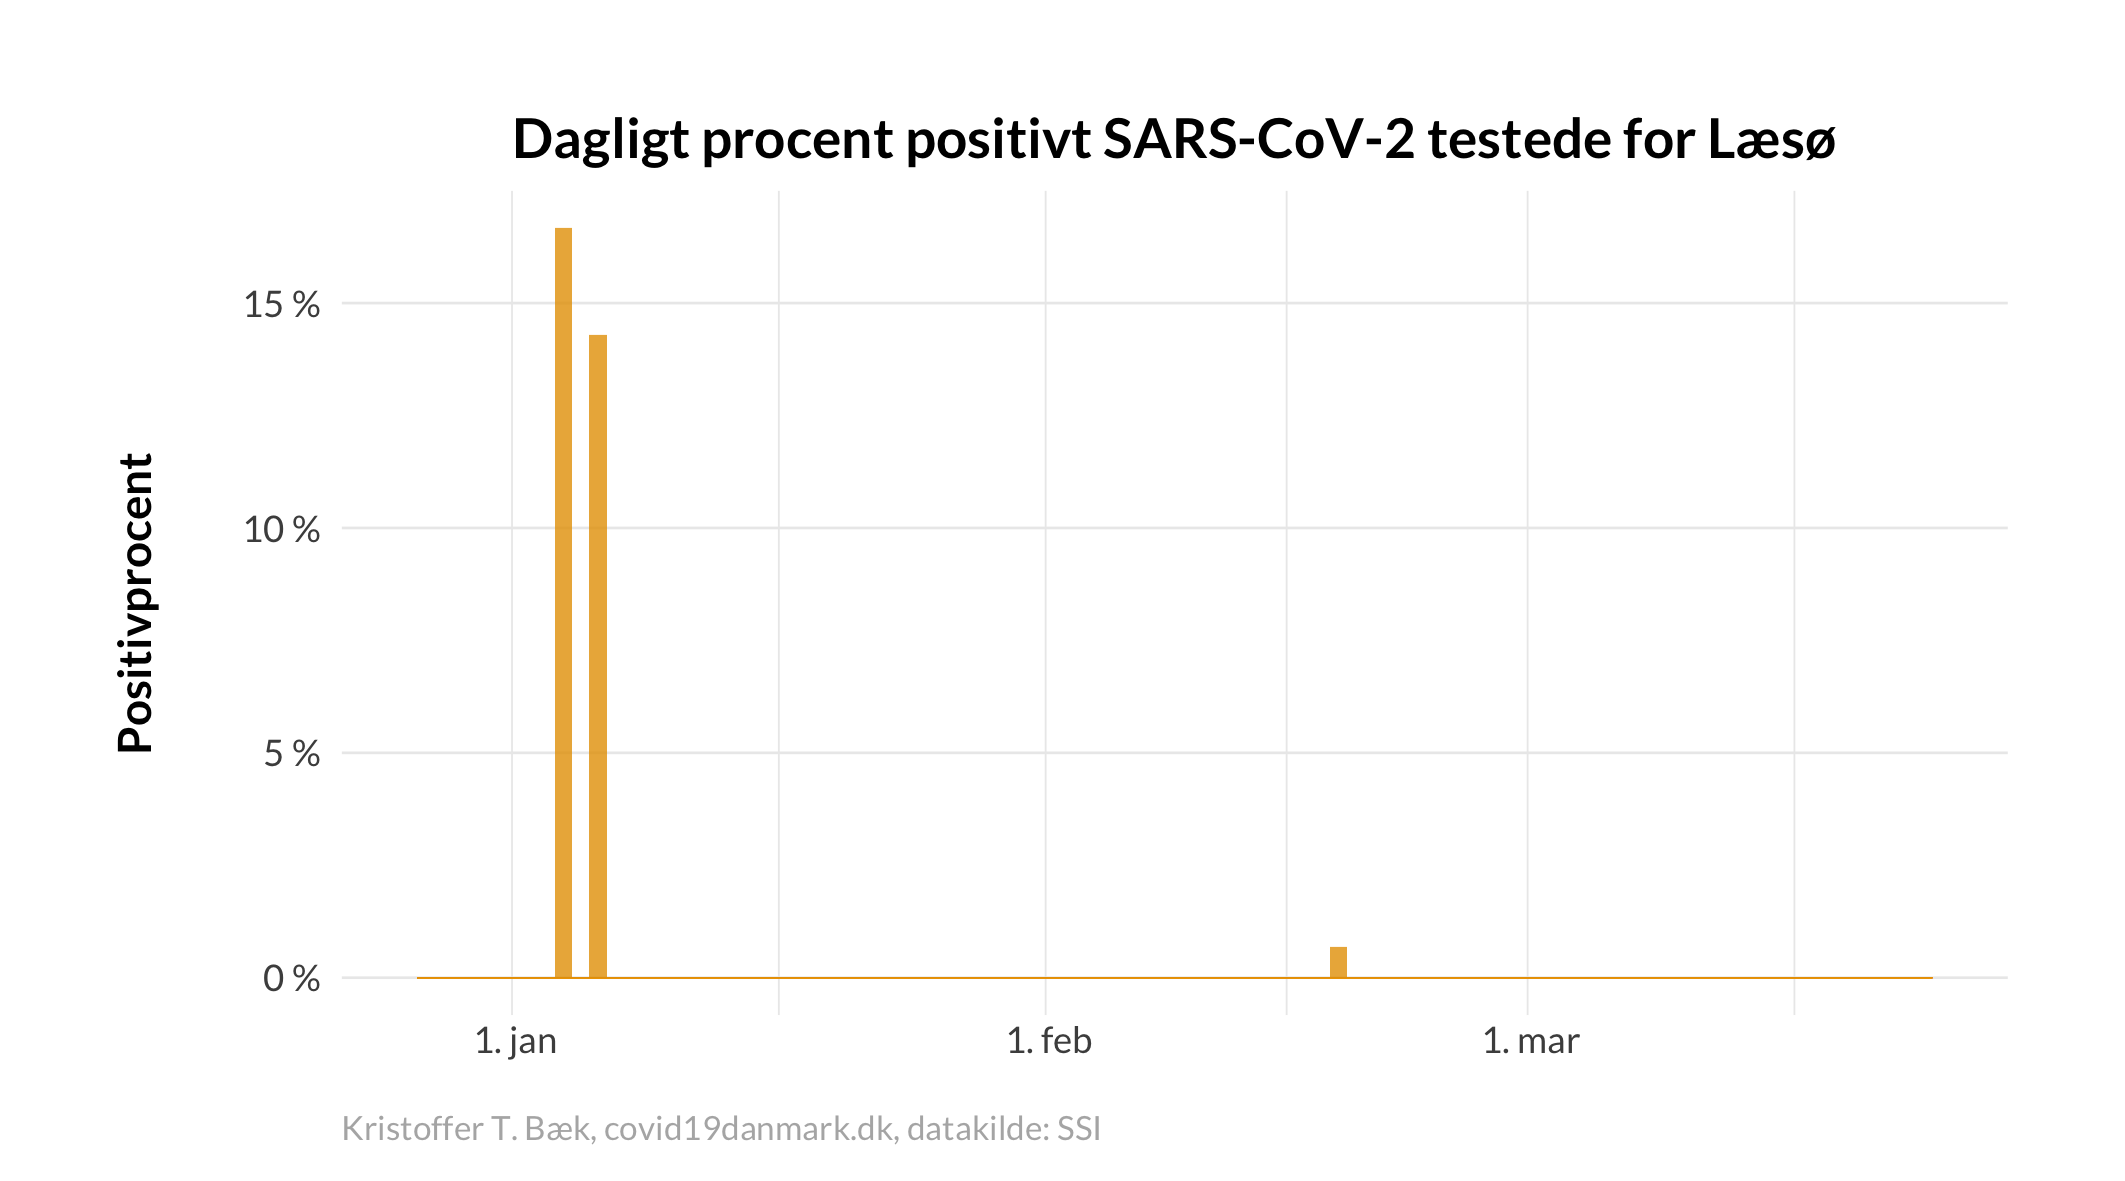 Dagligt procent positivt SARS-CoV-2 testede for Læsø
Positivprocent
15 %
10 %
5 %
0 %
1. jan
1. feb
1. mar
Kristoffer T. Bæk, covid19danmark.dk, datakilde: SSI